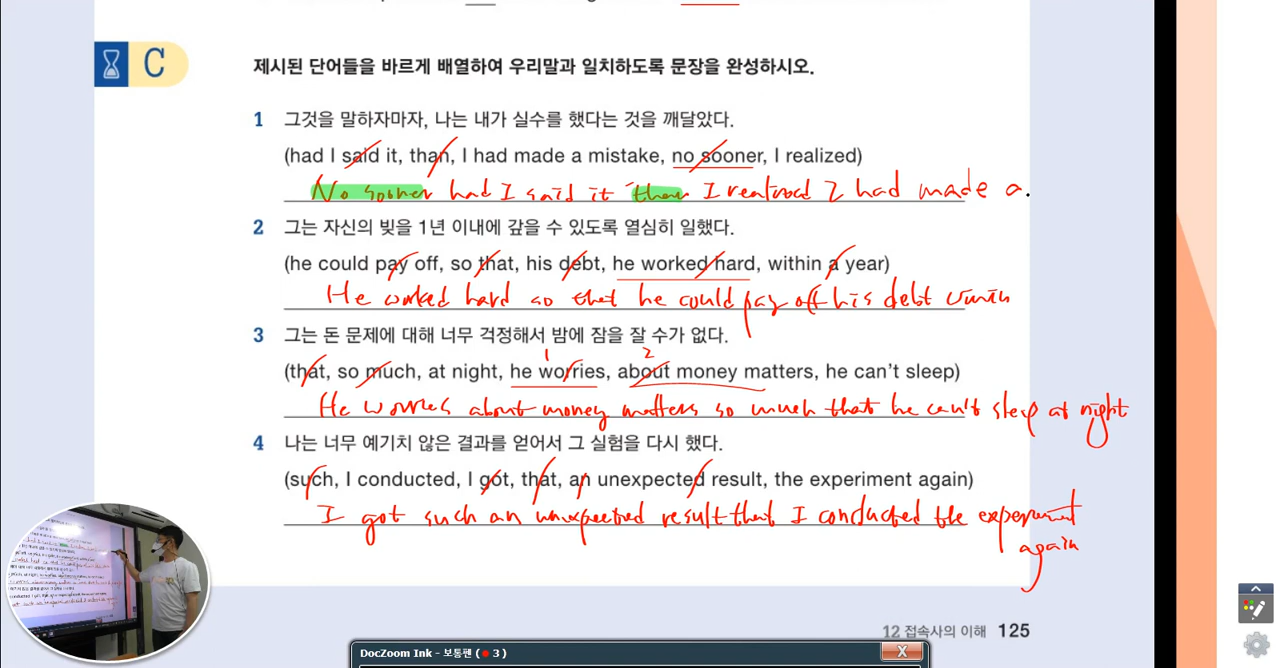 C
제시된 단어들을 바르게 배열하여 우리말과 일치하도록 문장을 완성하시오.
1 그것을 말하자마자, 나는 내가 실수를 했다는 것을 깨달았다.
(had I said it, than, I had made a mistake, no sooner, I realized)
No sooner had I said it than I realized I had made a
2 그는 자신의 빚을 1년 이내에 갚을 수 있도록 열심히 일했다.
(he could pay off, so that, his debt, he worked hard, within a year)
He worked hard so that he could pay off his debt
3 그는 돈 문제에 대해 너무 걱정해서 밤에 잠을 잘 수가 없다.
1 2
(that, so much, at night, he worries, about money matters, he can't sleep)
He worries about money matters so much that he can't sleep at night
4 나는 너무 예기치 않은 결과를 얻어서 그 실험을 다시 했다.
(such, I conducted, I got, that, an unexpected result, the experiment again)
I got such an unexpected result that I conducted the experiment
again
12 접속사의 이해 125
DocZoom Ink - 보통펜 ( 3 ) X